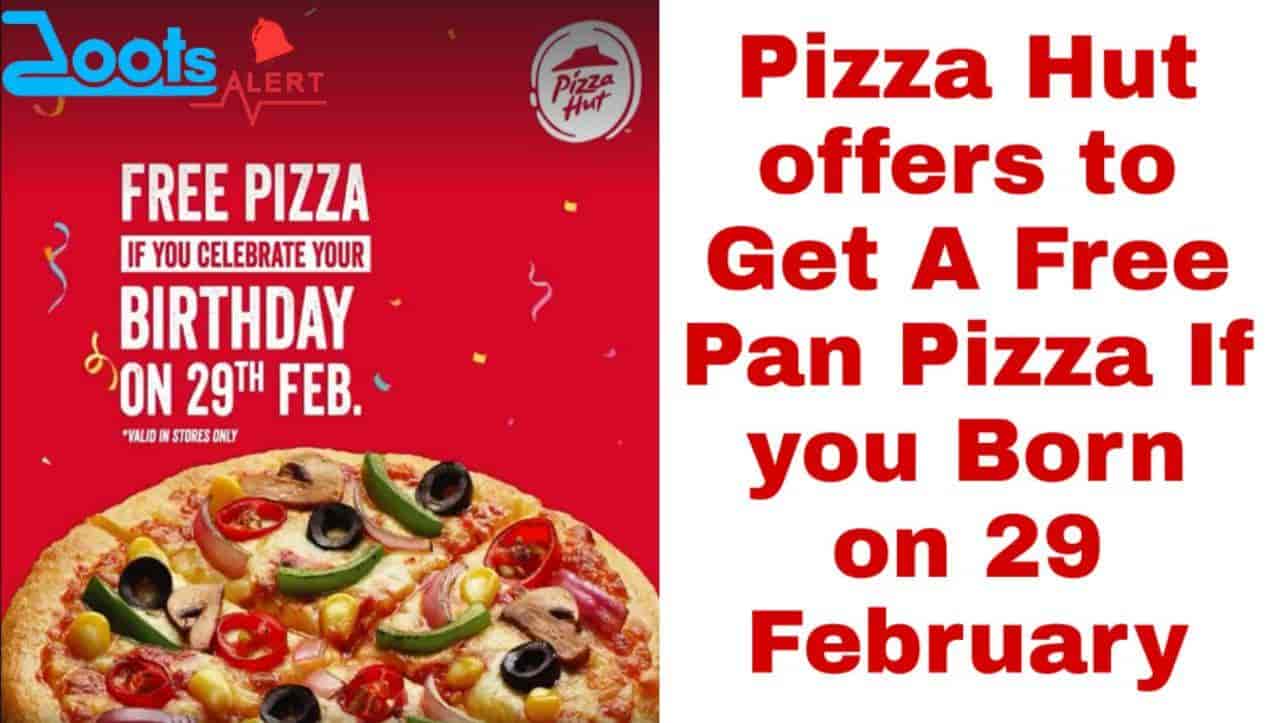 Loots
ALERT
Pizza
Hut
FREE PIZZA
IF YOU CELEBRATE YOUR
BIRTHDAY
ON 29TH FEB.
*VALID IN STORES ONLY
Pizza Hut
offers to
Get A Free
Pan Pizza If
you Born
on 29
February